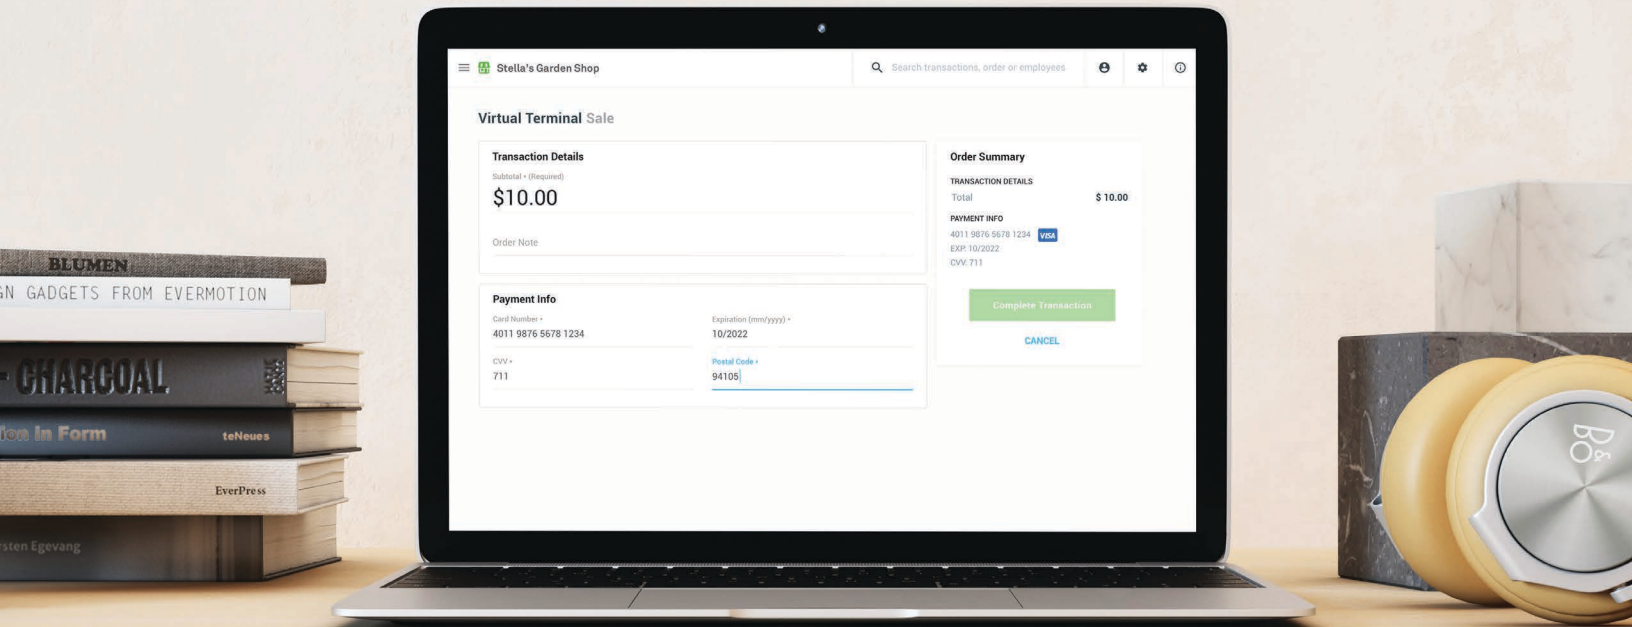 Stella's Garden Shop
Search transactions, order or employees
Virtual Terminal Sale
Transaction Details
Subtotal • (Required)
$10.00
Order Note
Payment Info
Card Number •
4011 9876 5678 1234
Expiration (mm/yyyy) •
10/2022
CVV •
711
Postal Code •
94105
Order Summary
TRANSACTION DETAILS
Total
$ 10.00
PAYMENT INFO
4011 9876 5678 1234 VISA
EXP. 10/2022
CVV. 711
Complete Transaction
CANCEL
BLUMEN
GN GADGETS FROM EVERMOTION
CHARCOAL
ion in Form
teNeues
EverPress
rsten Egevang
B&
O